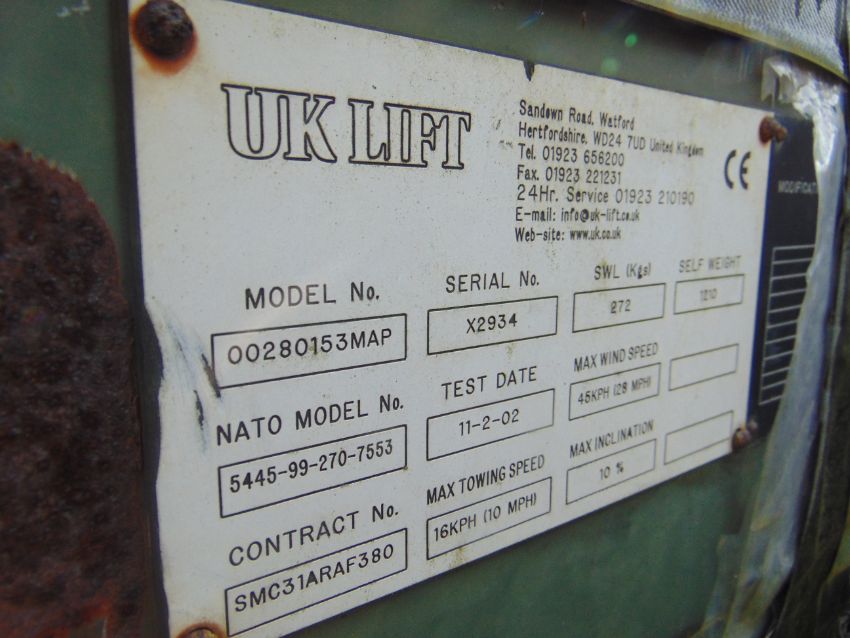 UK LIFT
Sandown Road, Watford
Hertfordshire, WD24 7UD United Kingdom
Tel. 01923 656200
Fax. 01923 221231
24Hr. Service 01923 210190
E-mail: info@uk-lift.co.uk
Web-site: www.uk.co.uk
CE
MODEL No.
00280153MAP
SERIAL No.
X2934
SWL (Kgs)
272
SELF WEIGHT
1210
NATO MODEL No.
5445-99-270-7553
TEST DATE
11-2-02
MAX WIND SPEED
45KPH (28 MPH)
CONTRACT No.
SMC31ARAF380
MAX TOWING SPEED
16KPH (10 MPH)
MAX INCLINATION
10 %